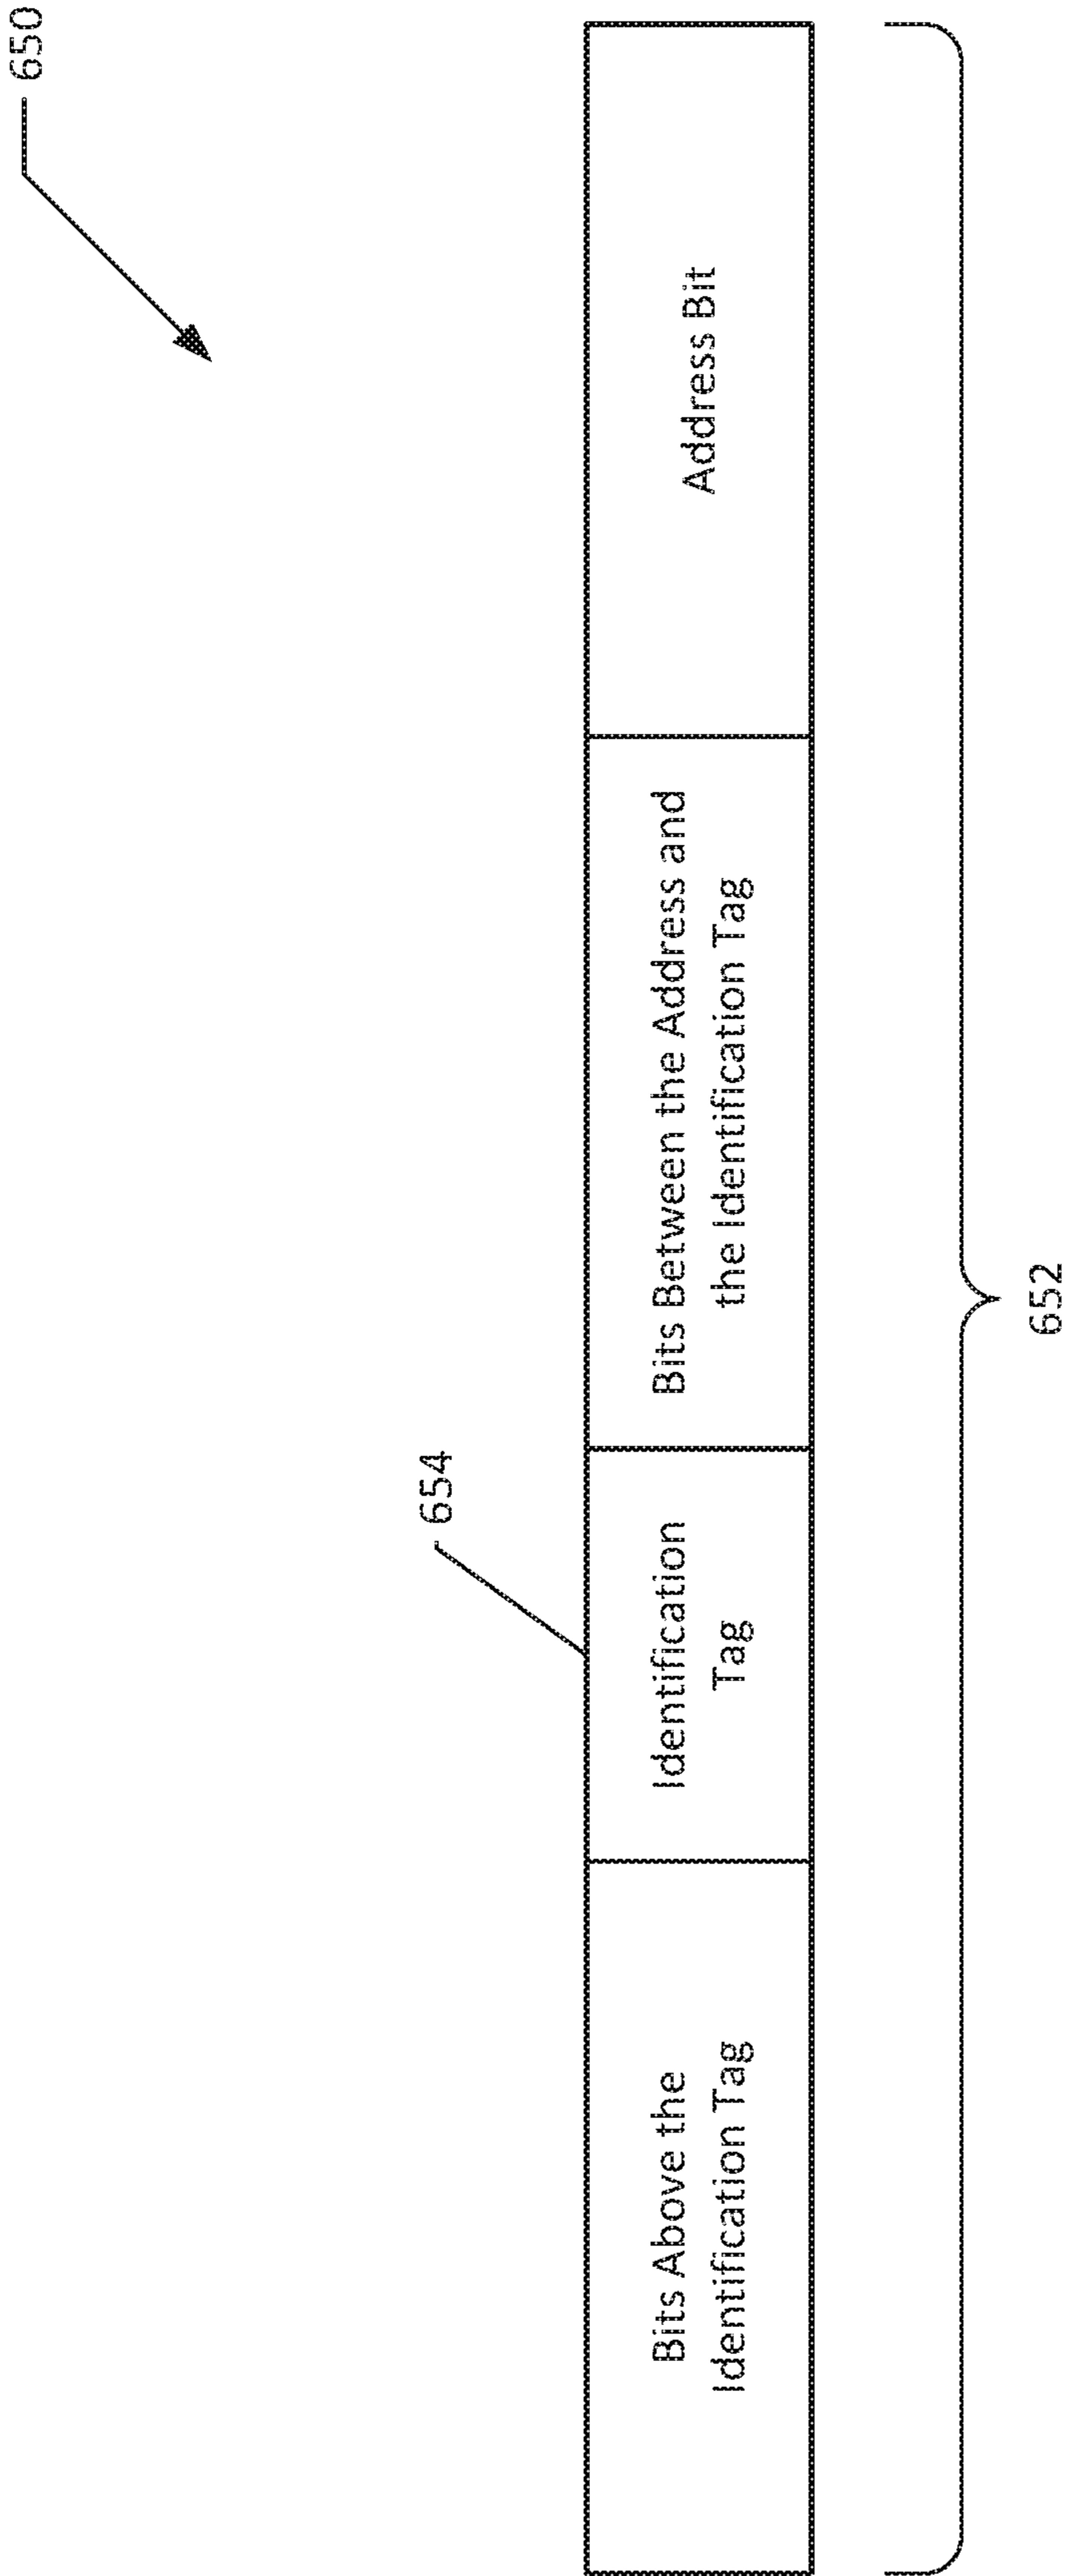 650
654
Bits Above the
Identification Tag
Identification
Tag
Bits Between the Address and
the Identification Tag
Address Bit
652